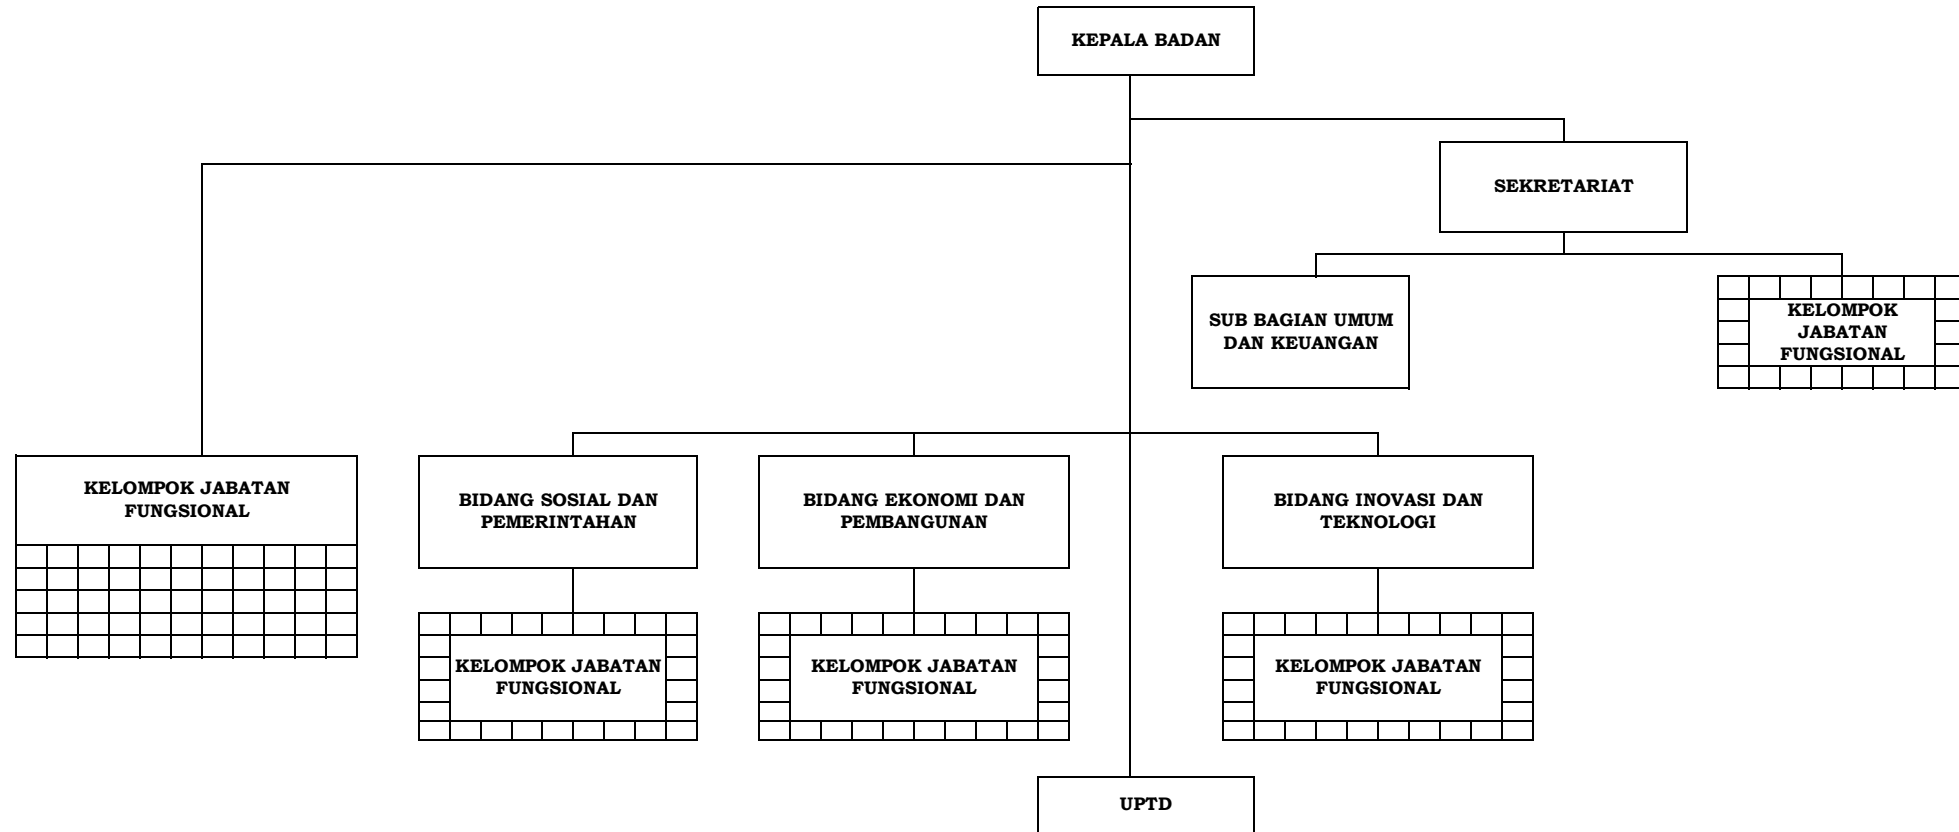 KEPALA BADAN
SEKRETARIAT
SUB BAGIAN UMUM
DAN KEUANGAN
KELOMPOK
JABATAN
FUNGSIONAL
KELOMPOK JABATAN
FUNGSIONAL
BIDANG SOSIAL DAN
PEMERINTAHAN
BIDANG EKONOMI DAN
PEMBANGUNAN
BIDANG INOVASI DAN
TEKNOLOGI
KELOMPOK JABATAN
FUNGSIONAL
KELOMPOK JABATAN
FUNGSIONAL
KELOMPOK JABATAN
FUNGSIONAL
UPTD